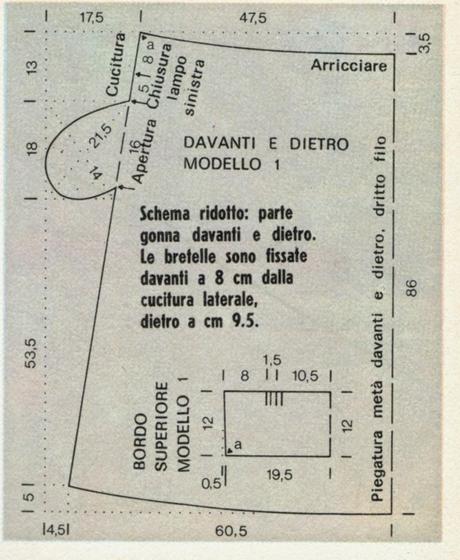 17,5
47,5
3,5
13
Cucitura
a
8
5
Chiusura
lampo
sinistra
Arricciare
18
21,5
14
16
Apertura
DAVANTI E DIETRO
MODELLO 1
Schema ridotto: parte
gonna davanti e dietro.
Le bretelle sono fissate
davanti a 8 cm dalla
cucitura laterale,
dietro a cm 9.5.
Piegatura metà davanti e dietro, dritto filo
86
53,5
1,5
8
10,5
BORDO
SUPERIORE
MODELLO 1
12
12
a
0,5
19,5
5
4,5
60,5